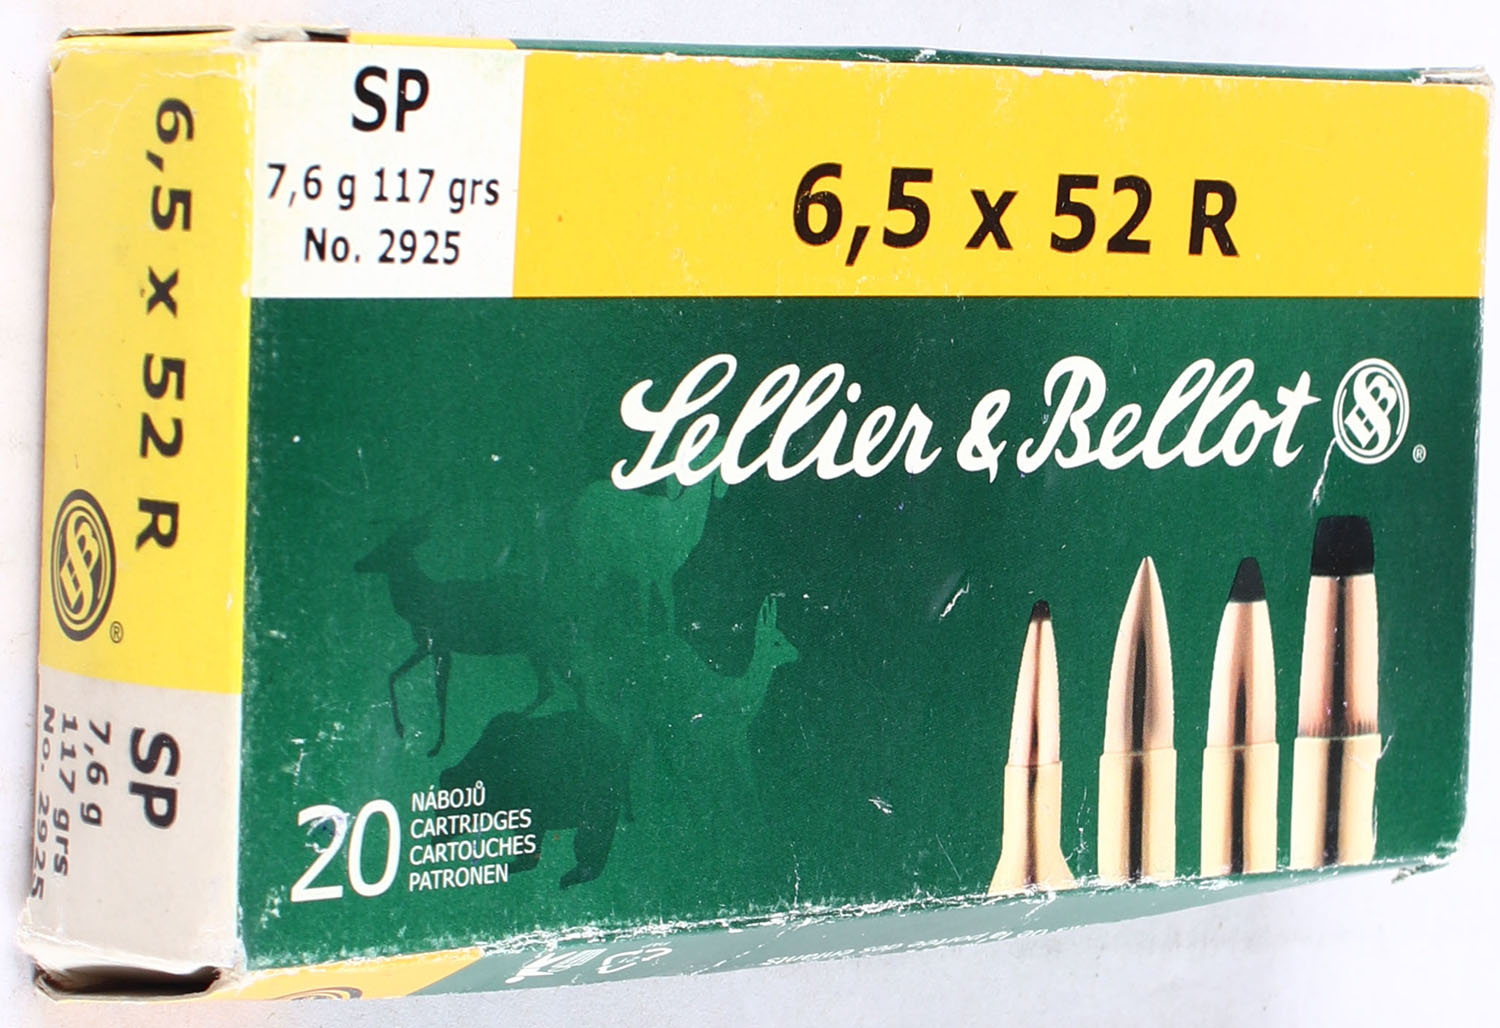 SP
7,6 g 117 grs
No. 2925
6,5 x 52 R
Lellier & Bellot
®
20
NÁBOJŮ
CARTRIDGES
CARTOUCHES
PATRONEN
6,5 x 52 R
®
SP
7,6 g
117 grs
No. 2925